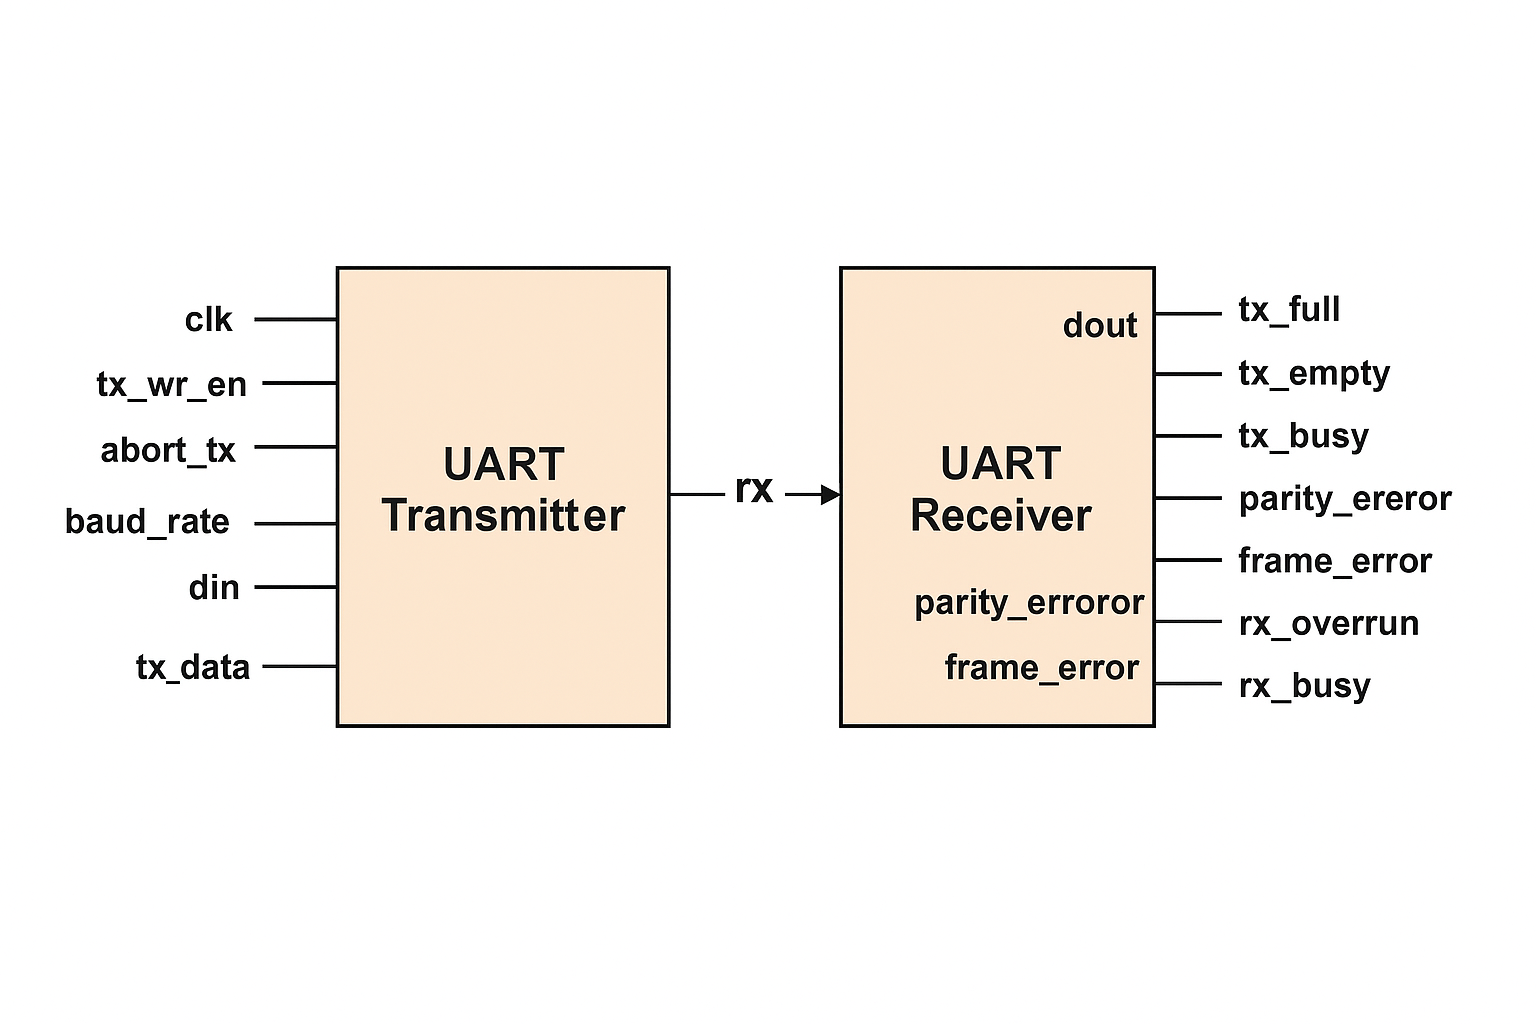 clk
tx_wr_en
abort_tx
baud_rate
din
tx_data
UART
Transmitter
rx
dout
UART
Receiver
parity_erroror
frame_error
tx_full
tx_empty
tx_busy
parity_ereror
frame_error
rx_overrun
rx_busy